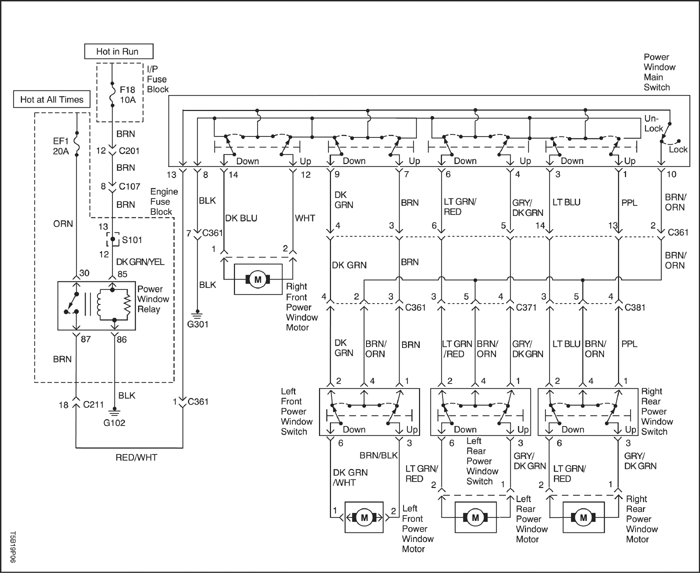 Hot in Run
I/P
Fuse
Block
F18
10A
Hot at All Times
EF1
20A
BRN
12 C201
BRN
8 C107
BRN
Engine
Fuse
Block
ORN
13
S101
12
DK GRN/YEL
30 85
Power
Window
Relay
87 86
BRN
BLK
18 C211
G102
RED/WHT
1 C361
Power
Window
Main
Switch
Un-
Lock
Lock
Down Up
Down Up
Down Up
Down Up
13 8 14 12 9 7 6 4 3 1 10
BLK
7 C361
BLK
G301
DK BLU
WHT
1 2
M
Right
Front
Power
Window
Motor
DK
GRN
BRN
LT GRN/
RED
GRY/
DK GRN
LT BLU
PPL
BRN/
ORN
4 3 6 5 14 13 2 C361
DK GRN
BRN
BRN/
ORN
4 2 1 C361
3 5 4 C371
3 5 4 C381
DK
GRN
BRN/
ORN
BRN
LT GRN
/RED
BRN/
ORN
GRY/
DK GRN
LT BLU
BRN/
ORN
PPL
2 4 1
2 4 1
2 4 1
Left
Front
Power
Window
Switch
Right
Rear
Power
Window
Switch
Down Up
Down Up
Down Up
6 3
6 3
6 3
Left
Rear
Power
Window
Switch
BRN/BLK
DK GRN
/WHT
LT GRN/
RED
GRY/
DK GRN
LT GRN/
RED
GRY/
DK GRN
1 2
M
Left
Front
Power
Window
Motor
2 1
M
Left
Rear
Power
Window
Motor
2 1
M
Right
Rear
Power
Window
Motor
T5B19P06